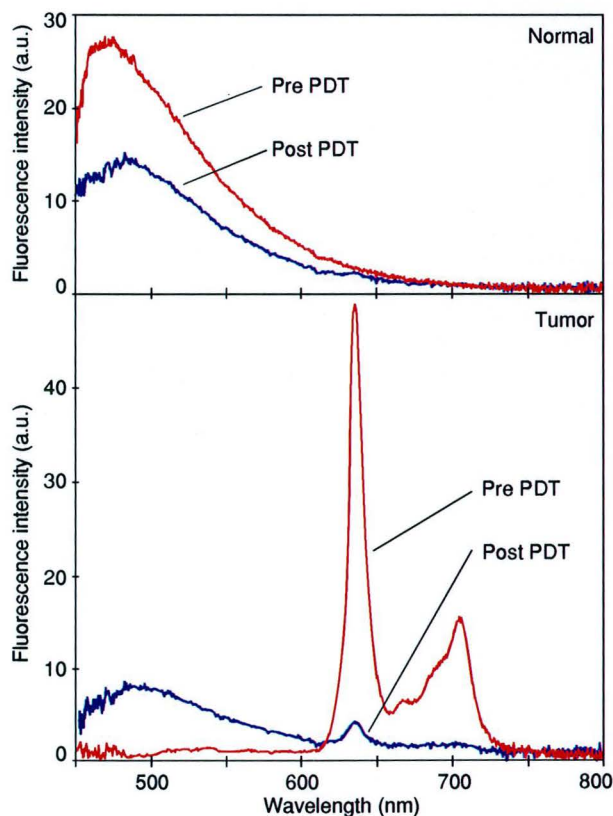 30
20
10
0
Fluorescence intensity (a.u.)
Normal
Pre PDT
Post PDT
Tumor
40
30
20
10
0
Fluorescence intensity (a.u.)
Pre PDT
Post PDT
500
600
700
800
Wavelength (nm)